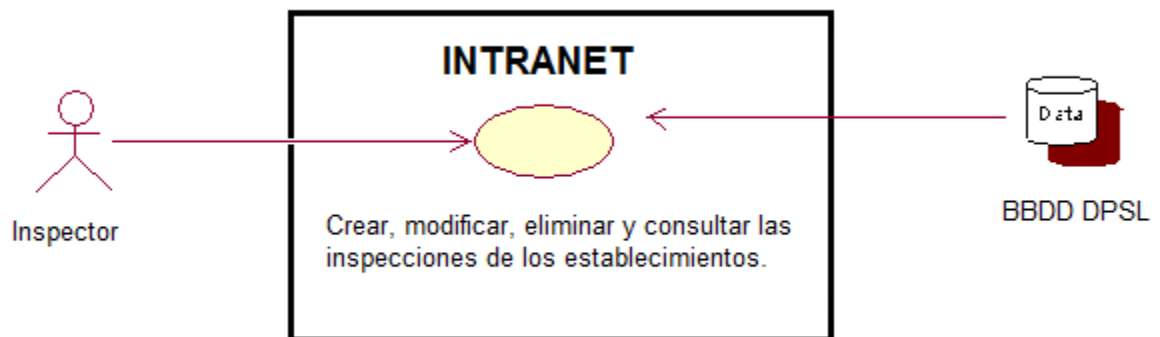 INTRANET
Data
Inspector
BBDD DPSL
Crear, modificar, eliminar y consultar las
inspecciones de los establecimientos.